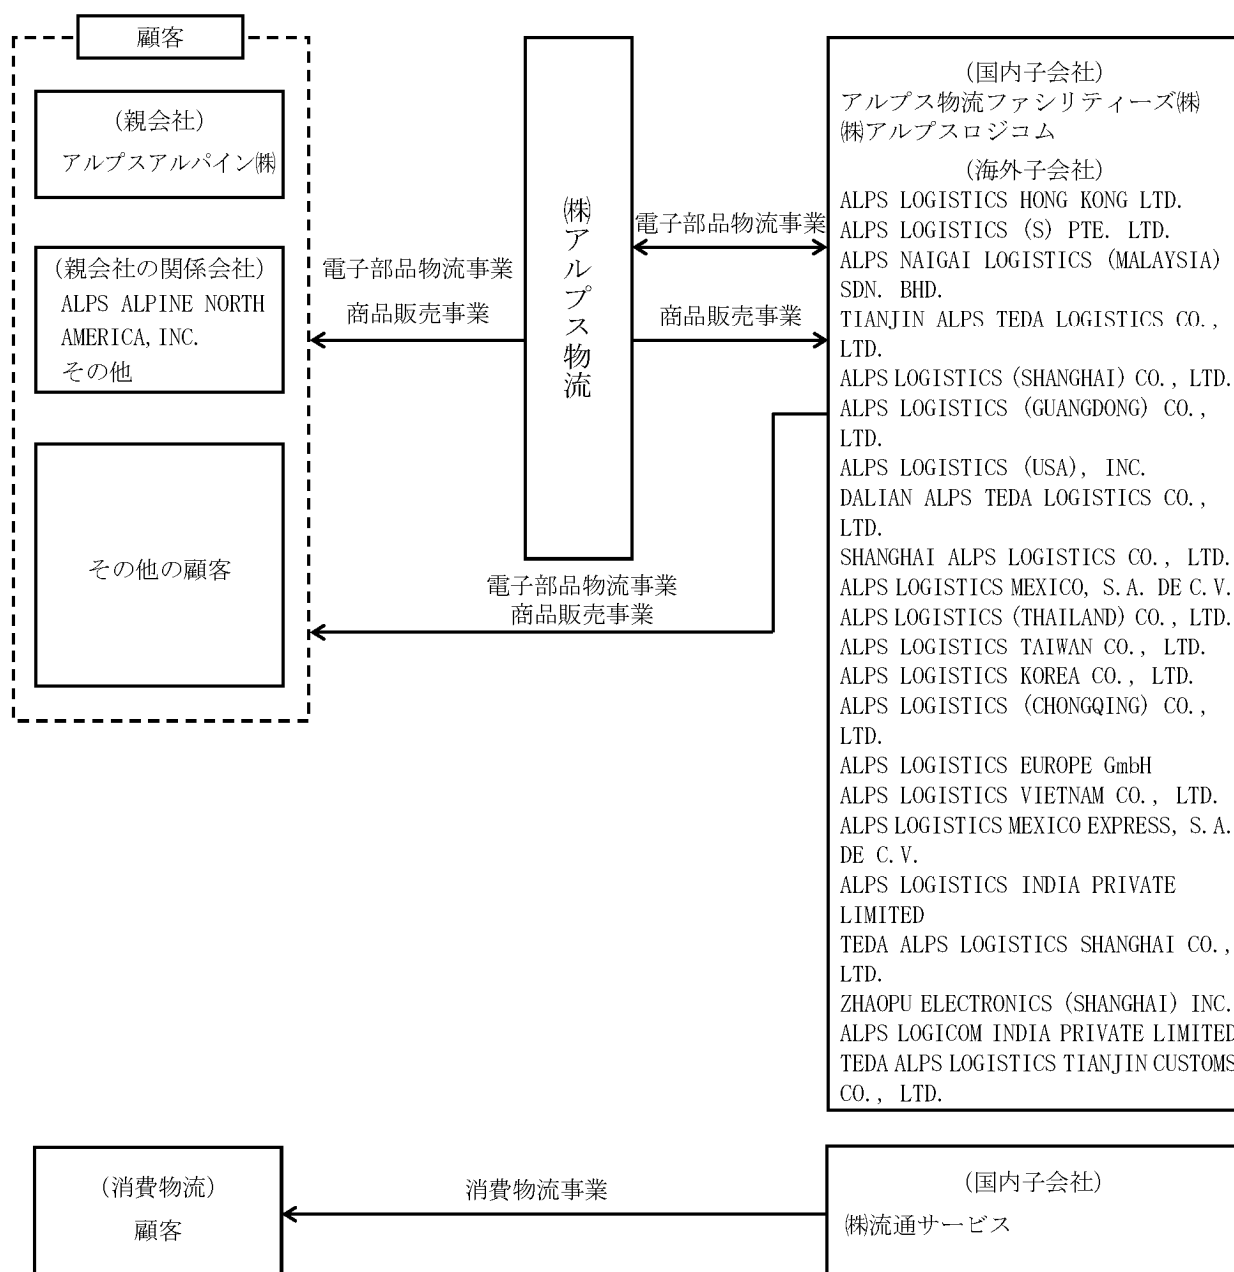 顧客
(親会社)
アルプスアルパイン㈱
(親会社の関係会社)
ALPS ALPINE NORTH
AMERICA, INC.
その他
その他の顧客
電子部品物流事業
商品販売事業
㈱アルプス物流
電子部品物流事業
商品販売事業
電子部品物流事業
商品販売事業
(国内子会社)
アルプス物流ファシリティーズ㈱
㈱アルプスロジコム
(海外子会社)
ALPS LOGISTICS HONG KONG LTD.
ALPS LOGISTICS (S) PTE. LTD.
ALPS NAIGAI LOGISTICS (MALAYSIA)
SDN. BHD.
TIANJIN ALPS TEDA LOGISTICS CO.,
LTD.
ALPS LOGISTICS (SHANGHAI) CO., LTD.
ALPS LOGISTICS (GUANGDONG) CO.,
LTD.
ALPS LOGISTICS (USA), INC.
DALIAN ALPS TEDA LOGISTICS CO.,
LTD.
SHANGHAI ALPS LOGISTICS CO., LTD.
ALPS LOGISTICS MEXICO, S.A. DE C.V.
ALPS LOGISTICS (THAILAND) CO., LTD.
ALPS LOGISTICS TAIWAN CO., LTD.
ALPS LOGISTICS KOREA CO., LTD.
ALPS LOGISTICS (CHONGQING) CO.,
LTD.
ALPS LOGISTICS EUROPE GmbH
ALPS LOGISTICS VIETNAM CO., LTD.
ALPS LOGISTICS MEXICO EXPRESS, S.A.
DE C.V.
ALPS LOGISTICS INDIA PRIVATE
LIMITED
TEDA ALPS LOGISTICS SHANGHAI CO.,
LTD.
ZHAOPU ELECTRONICS (SHANGHAI) INC.
ALPS LOGICOM INDIA PRIVATE LIMITED
TEDA ALPS LOGISTICS TIANJIN CUSTOMS
CO., LTD.
(消費物流)
顧客
消費物流事業
(国内子会社)
㈱流通サービス